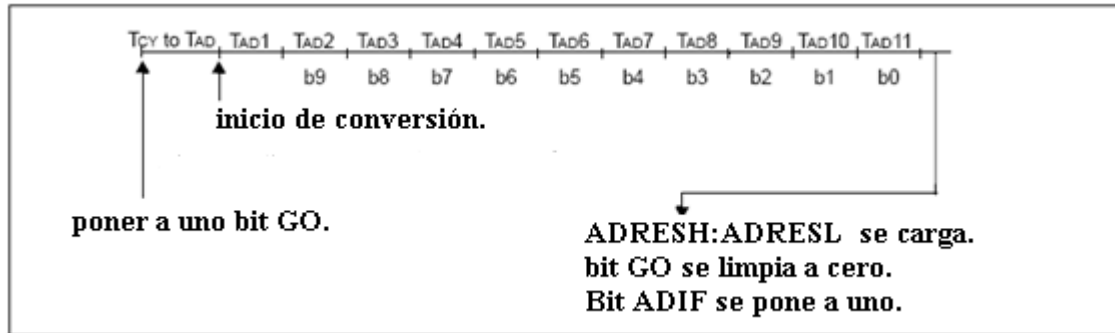 TCY to TAD TAD1 TAD2 TAD3 TAD4 TAD5 TAD6 TAD7 TAD8 TAD9 TAD10 TAD11
b9 b8 b7 b6 b5 b4 b3 b2 b1 b0
inicio de conversión.
poner a uno bit GO.
ADRESH:ADRESL se carga.
bit GO se limpia a cero.
Bit ADIF se pone a uno.